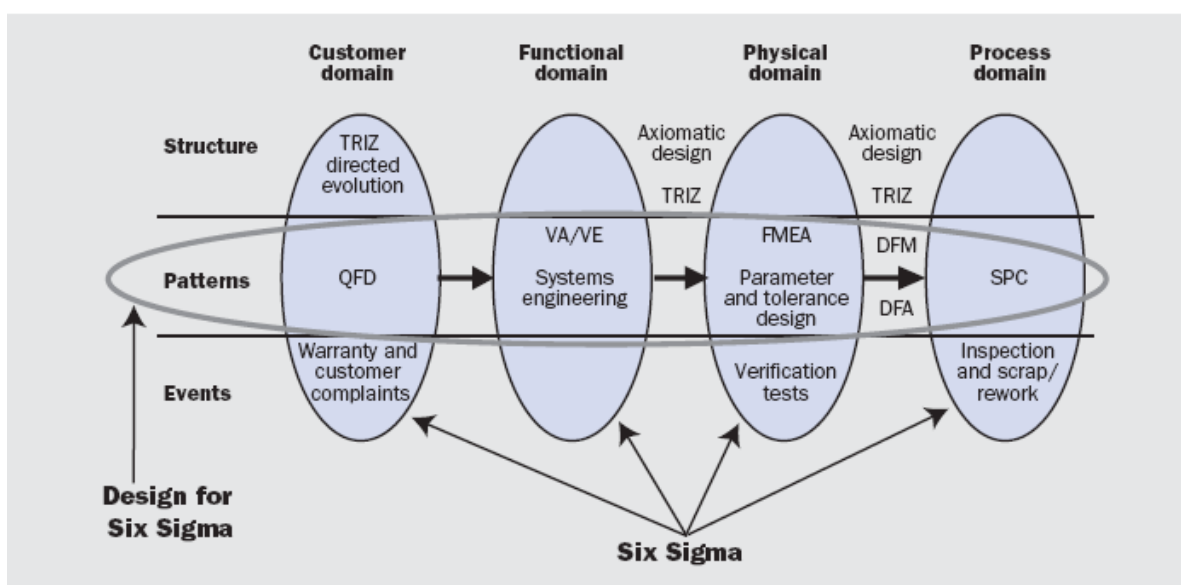 Customer
domain
Functional
domain
Physical
domain
Process
domain
Structure
TRIZ
directed
evolution
Axiomatic
design
TRIZ
Axiomatic
design
TRIZ
Patterns
QFD
VA/VE
Systems
engineering
FMEA
Parameter
and tolerance
design
DFM
DFA
SPC
Events
Warranty and
customer
complaints
Verification
tests
Inspection
and scrap/
rework
Design for
Six Sigma
Six Sigma